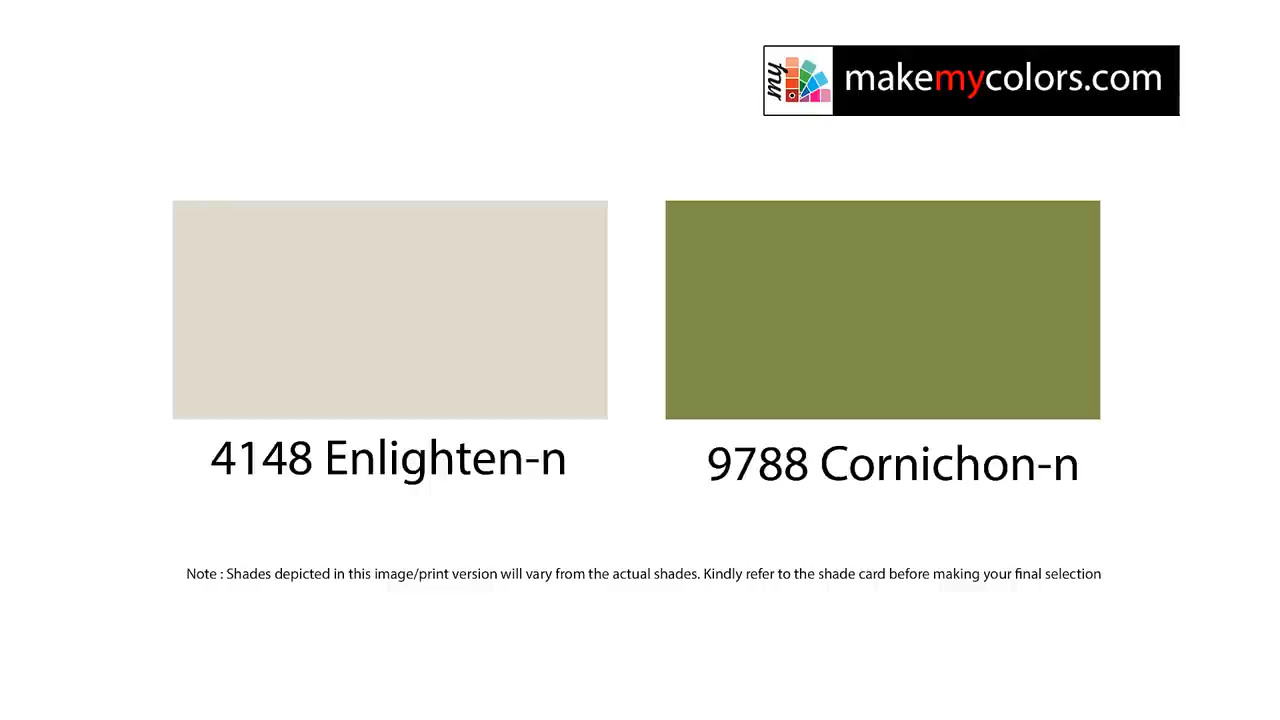 my
makemycolors.com
4148 Enlighten-n
9788 Cornichon-n
Note : Shades depicted in this image/print version will vary from the actual shades. Kindly refer to the shade card before making your final selection